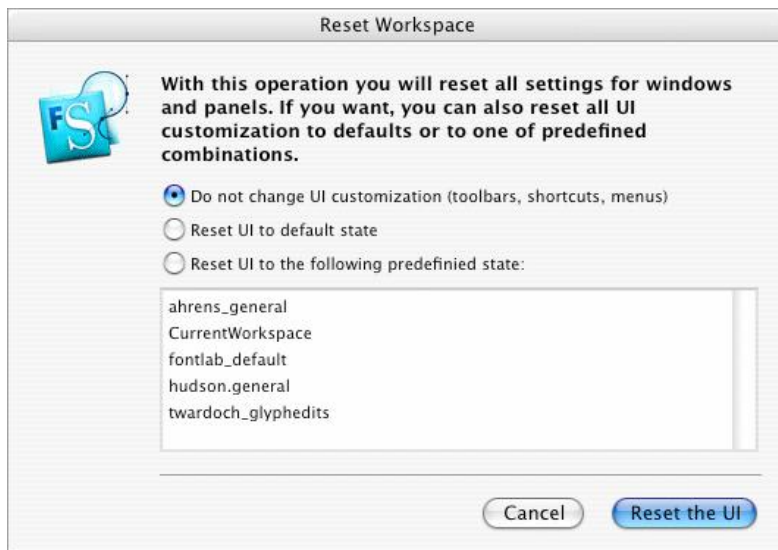 Reset Workspace
FS
With this operation you will reset all settings for windows
and panels. If you want, you can also reset all UI
customization to defaults or to one of predefined
combinations.
Do not change UI customization (toolbars, shortcuts, menus)
Reset UI to default state
Reset UI to the following predefinied state:
ahrens_general
CurrentWorkspace
fontlab_default
hudson.general
twardoch_glyphedits
Cancel
Reset the UI